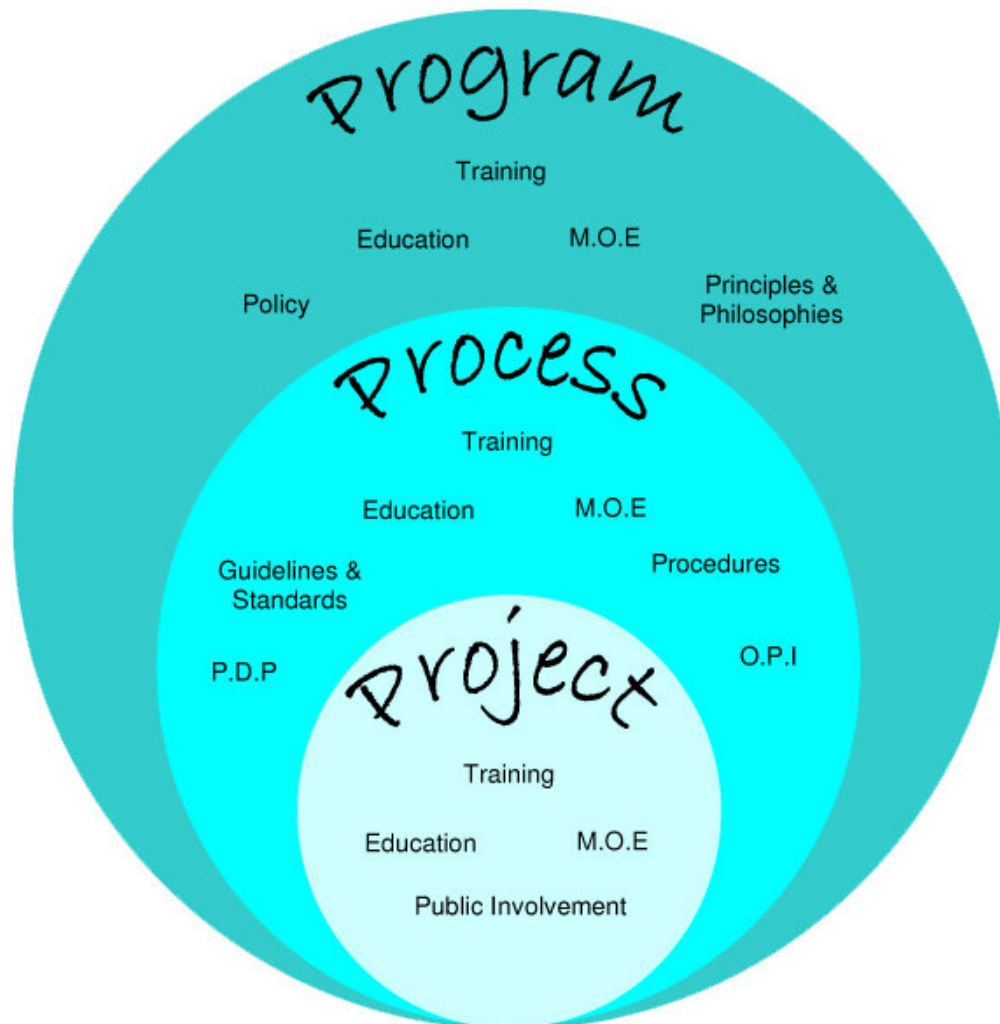 Program
Training
Education M.O.E
Policy
Principles &
Philosophies
Process
Training
Education M.O.E
Guidelines &
Standards
Procedures
P.D.P
O.P.I
Project
Training
Education M.O.E
Public Involvement